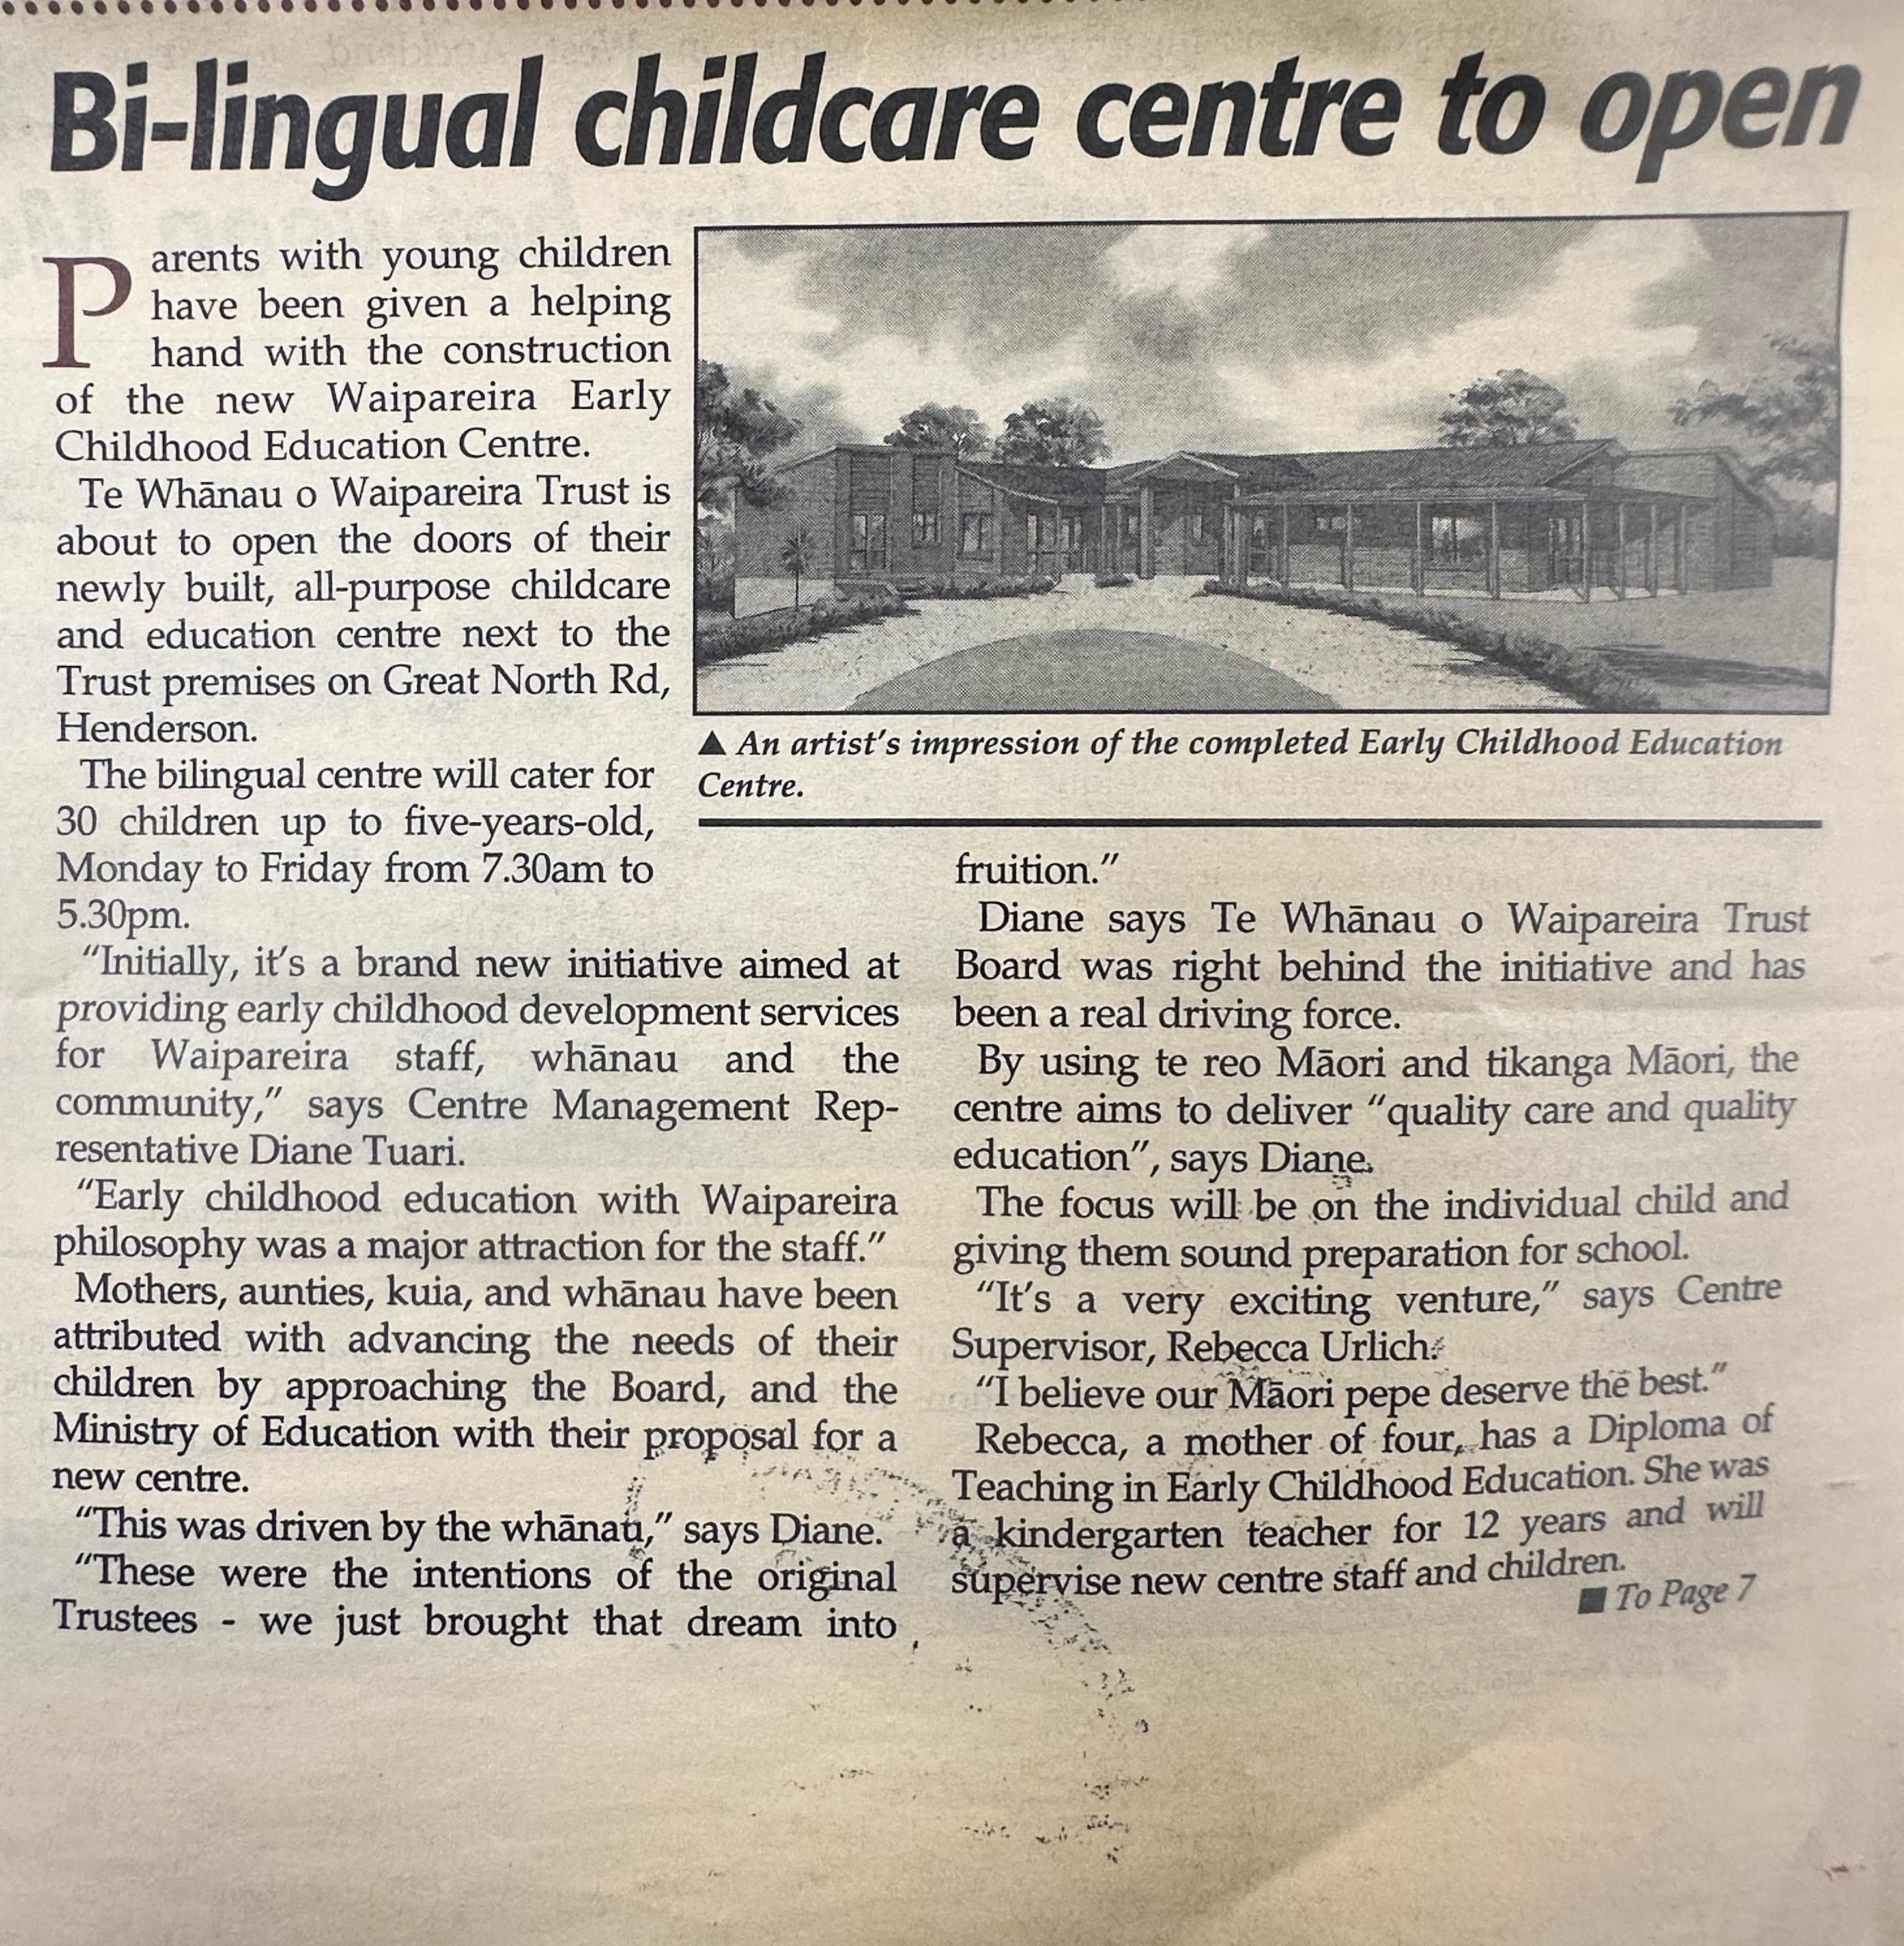 Bi-lingual childcare centre to open
Parents with young children
have been given a helping
hand with the construction
of the new Waipareira Early
Childhood Education Centre.
Te Whānau o Waipareira Trust is
about to open the doors of their
newly built, all-purpose childcare
and education centre next to the
Trust premises on Great North Rd,
Henderson.
The bilingual centre will cater for
30 children up to five-years-old,
Monday to Friday from 7.30am to
5.30pm.
“Initially, it’s a brand new initiative aimed at
providing early childhood development services
for Waipareira staff, whānau and the
community,” says Centre Management Rep-
resentative Diane Tuari.
“Early childhood education with Waipareira
philosophy was a major attraction for the staff.”
Mothers, aunties, kuia, and whānau have been
attributed with advancing the needs of their
children by approaching the Board, and the
Ministry of Education with their proposal for a
new centre.
“This was driven by the whānau,” says Diane.
“These were the intentions of the original
Trustees - we just brought that dream into
▲ An artist’s impression of the completed Early Childhood Education
Centre.
fruition.”
Diane says Te Whānau o Waipareira Trust
Board was right behind the initiative and has
been a real driving force.
By using te reo Māori and tikanga Māori, the
centre aims to deliver “quality care and quality
education”, says Diane.
The focus will be on the individual child and
giving them sound preparation for school.
“It’s a very exciting venture,” says Centre
Supervisor, Rebecca Urlich.
“I believe our Māori pepe deserve the best.”
Rebecca, a mother of four, has a Diploma of
Teaching in Early Childhood Education. She was
a kindergarten teacher for 12 years and will
supervise new centre staff and children.
■ To Page 7